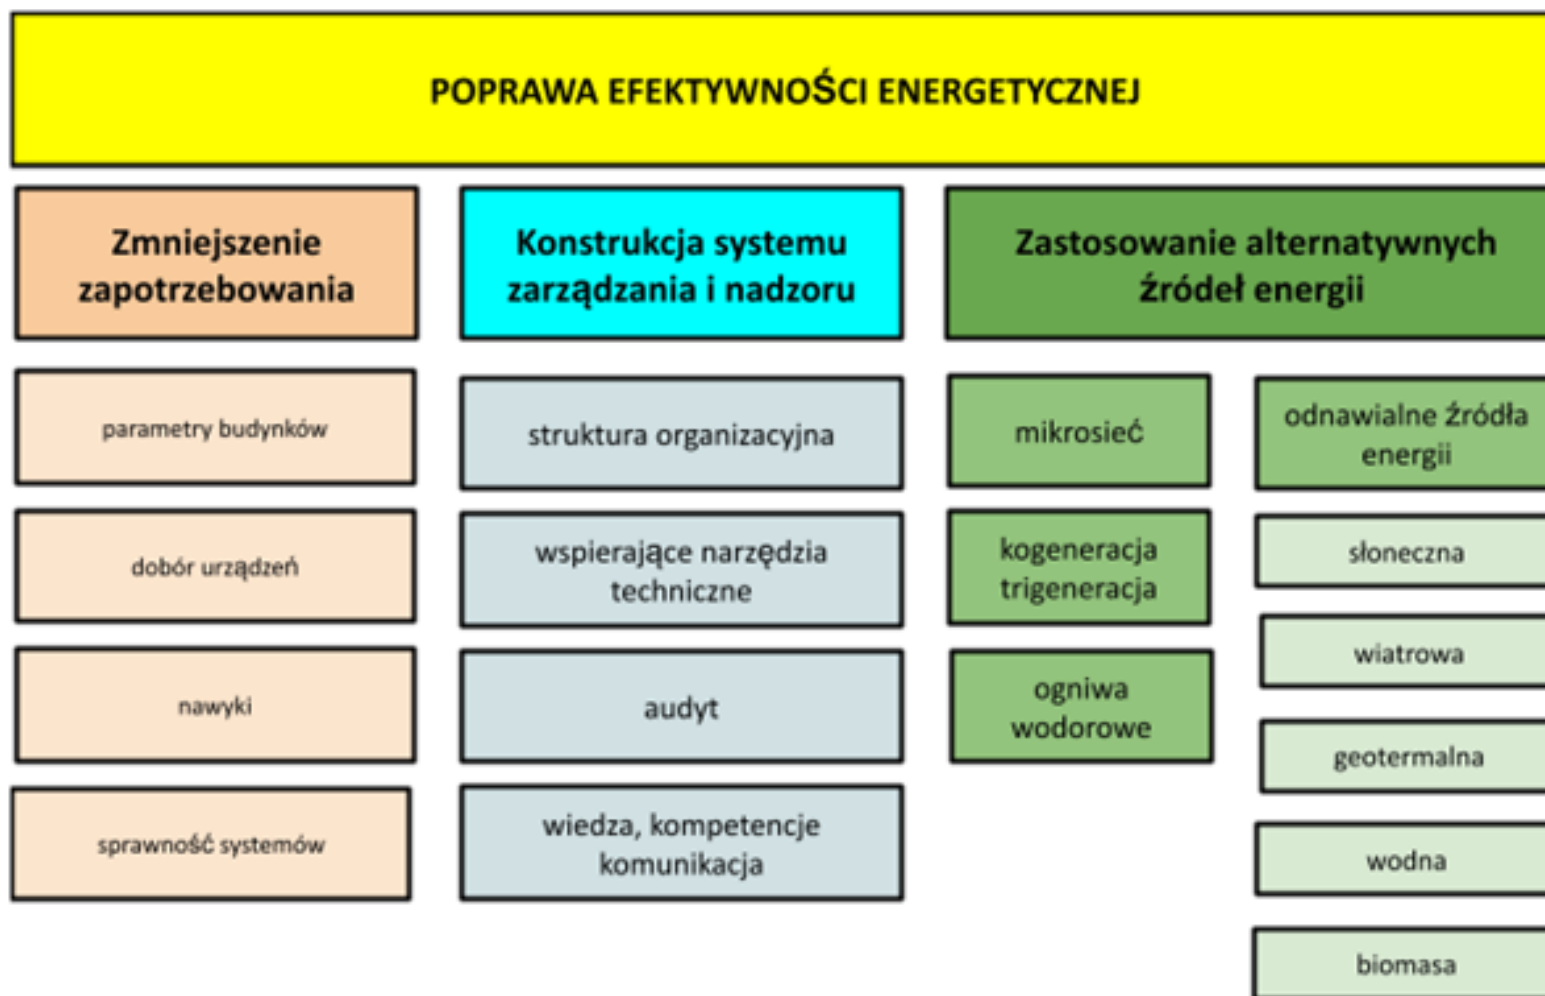 POPRAWA EFEKTYWNOŚCI ENERGETYCZNEJ
Zmniejszenie
zapotrzebowania
parametry budynków
dobór urządzeń
nawyki
sprawność systemów
Konstrukcja systemu
zarządzania i nadzoru
struktura organizacyjna
wspierające narzędzia
techniczne
audyt
wiedza, kompetencje
komunikacja
Zastosowanie alternatywnych
źródeł energii
mikrosieć
kogeneracja
trigeneracja
ogniwa
wodorowe
odnawialne źródła
energii
słoneczna
wiatrowa
geotermalna
wodna
biomasa